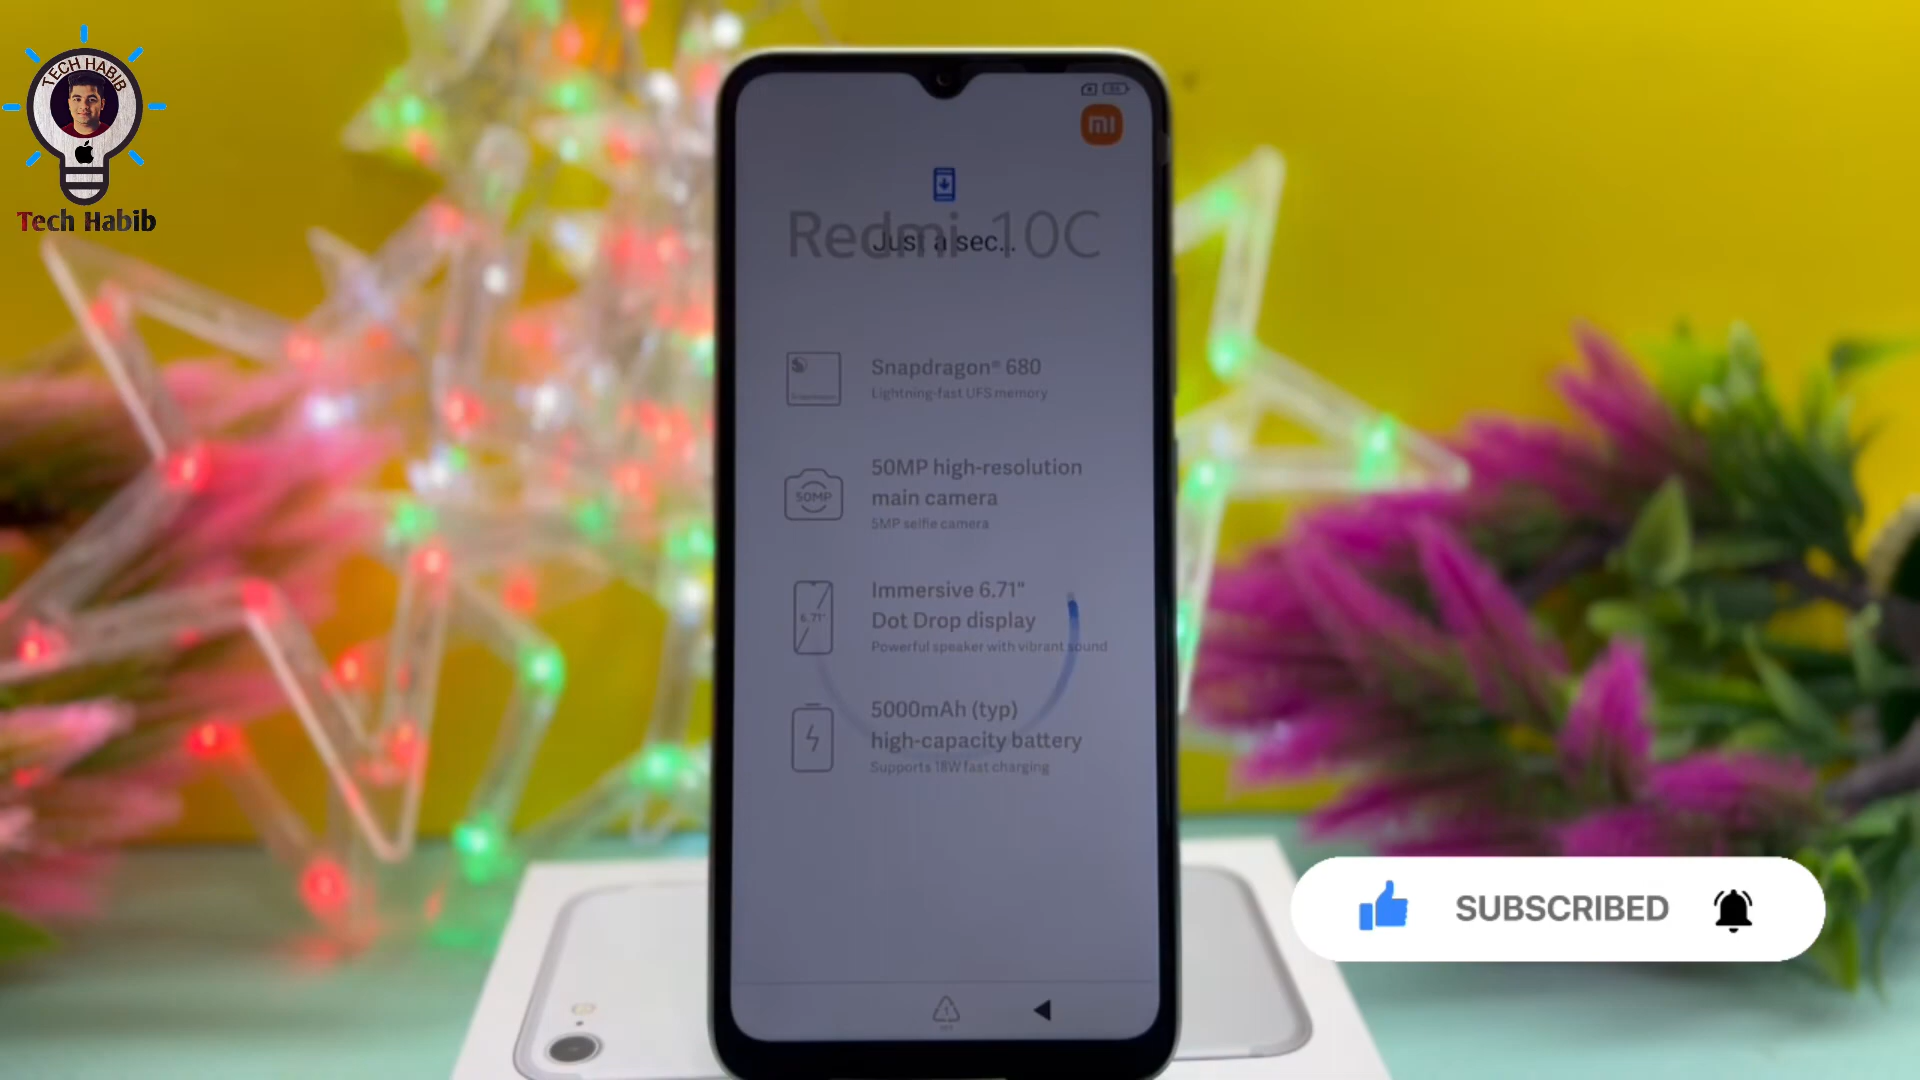 TECH HABIB
Tech Habib
mi
Redmi 10C
Just a sec...
Snapdragon® 680
Lightning-fast UFS memory
50MP
50MP high-resolution
main camera
5MP selfie camera
6.71"
Immersive 6.71"
Dot Drop display
Powerful speaker with vibrant sound
5000mAh (typ)
high-capacity battery
Supports 18W fast charging
SUBSCRIBED